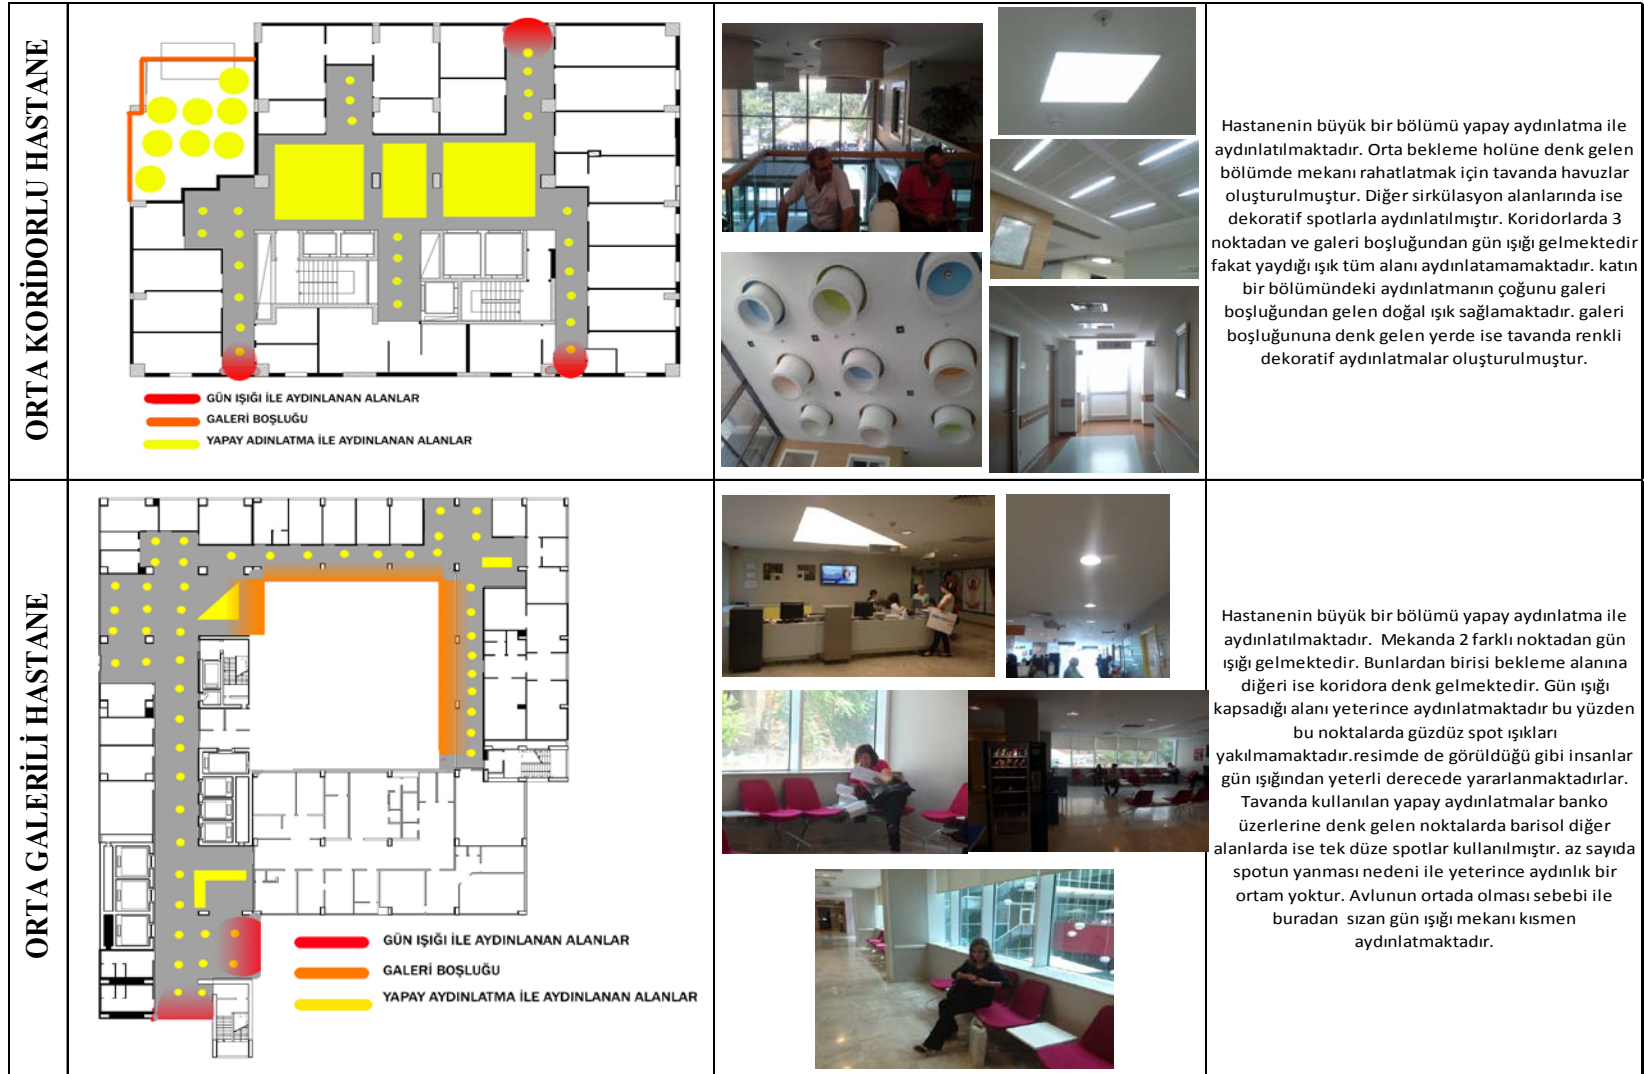 ORTA KORİDORLU HASTANE
GÜN IŞIĞI İLE AYDINLANAN ALANLAR
GALERİ BOŞLUĞU
YAPAY ADINLATMA İLE AYDINLANAN ALANLAR
Hastanenin büyük bir bölümü yapay aydınlatma ile
aydınlatılmaktadır. Orta bekleme holüne denk gelen
bölümde mekanı rahatlatmak için tavanda havuzlar
oluşturulmuştur. Diğer sirkülasyon alanlarında ise
dekoratif spotlarla aydınlatılmıştır. Koridorlarda 3
noktadan ve galeri boşluğundan gün ışığı gelmektedir
fakat yaydığı ışık tüm alanı aydınlatamamaktadır. katın
bir bölümündeki aydınlatmanın çoğunu galeri
boşluğundan gelen doğal ışık sağlamaktadır. galeri
boşluğununa denk gelen yerde ise tavanda renkli
dekoratif aydınlatmalar oluşturulmuştur.
ORTA GALERİLİ HASTANE
GÜN IŞIĞI İLE AYDINLANAN ALANLAR
GALERİ BOŞLUĞU
YAPAY AYDINLATMA İLE AYDINLANAN ALANLAR
Hastanenin büyük bir bölümü yapay aydınlatma ile
aydınlatılmaktadır. Mekanda 2 farklı noktadan gün
ışığı gelmektedir. Bunlardan birisi bekleme alanına
diğeri ise koridora denk gelmektedir. Gün ışığı
kapsadığı alanı yeterince aydınlatmaktadır bu yüzden
bu noktalarda güzdüz spot ışıkları
yakılmamaktadır.resimde de görüldüğü gibi insanlar
gün ışığından yeterli derecede yararlanmaktadırlar.
Tavanda kullanılan yapay aydınlatmalar banko
üzerlerine denk gelen noktalarda barisol diğer
alanlarda ise tek düze spotlar kullanılmıştır. az sayıda
spotun yanması nedeni ile yeterince aydınlık bir
ortam yoktur. Avlunun ortada olması sebebi ile
buradan sızan gün ışığı mekanı kısmen
aydınlatmaktadır.